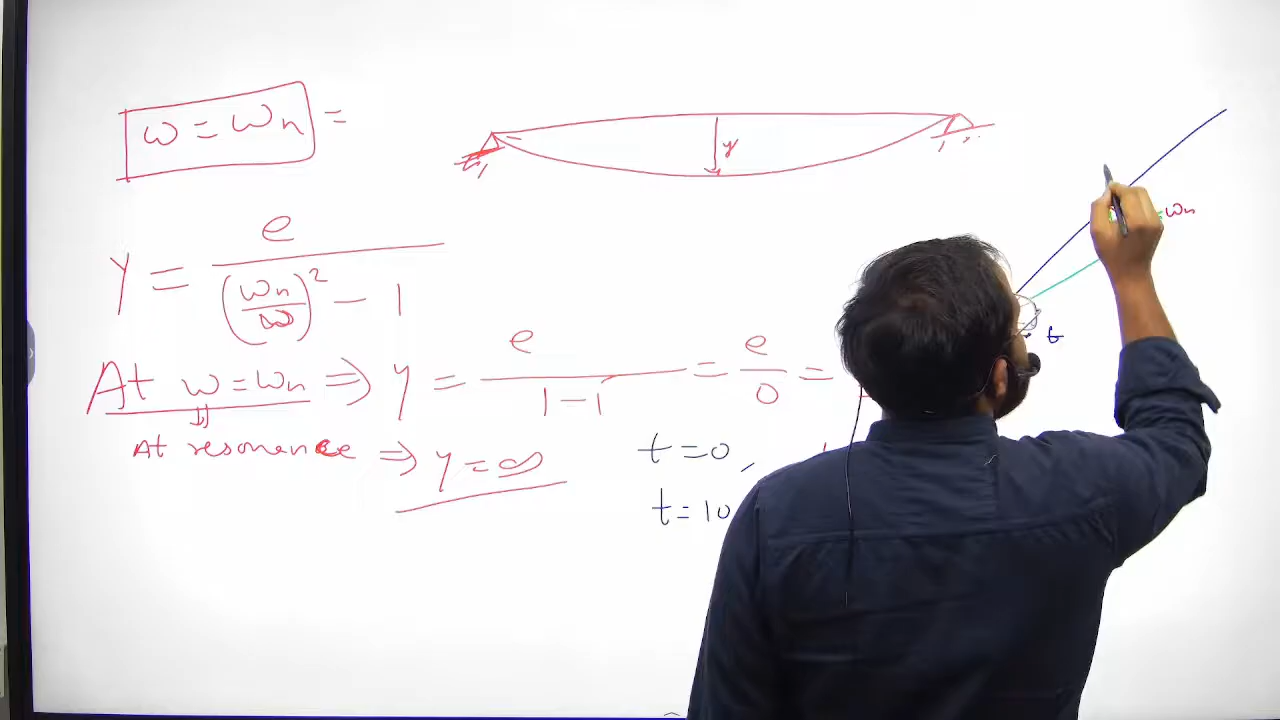 ω = ωn =
y
y = e / (ωn/ω)² - 1
ωn
t
At ω = ωn ⇒ y = e / 1-1 = e / 0 =
At resonance ⇒ y = ∞
t = 0,
t = 10